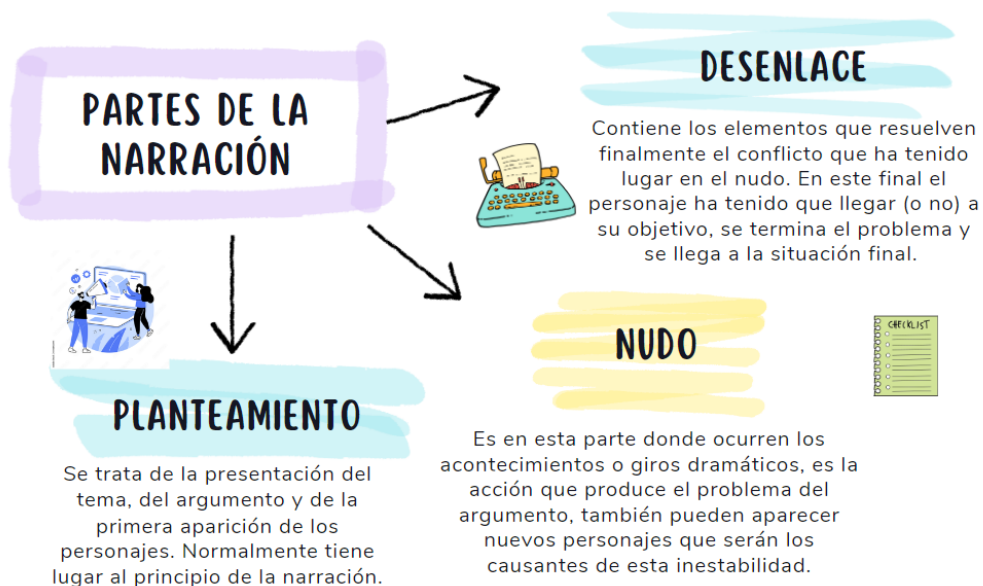 PARTES DE LA
NARRACIÓN
DESENLACE
Contiene los elementos que resuelven
finalmente el conflicto que ha tenido
lugar en el nudo. En este final el
personaje ha tenido que llegar (o no) a
su objetivo, se termina el problema y
se llega a la situación final.
NUDO
CHECKLIST
Es en esta parte donde ocurren los
acontecimientos o giros dramáticos, es la
acción que produce el problema del
argumento, también pueden aparecer
nuevos personajes que serán los
causantes de esta inestabilidad.
PLANTEAMIENTO
Se trata de la presentación del
tema, del argumento y de la
primera aparición de los
personajes. Normalmente tiene
lugar al principio de la narración.